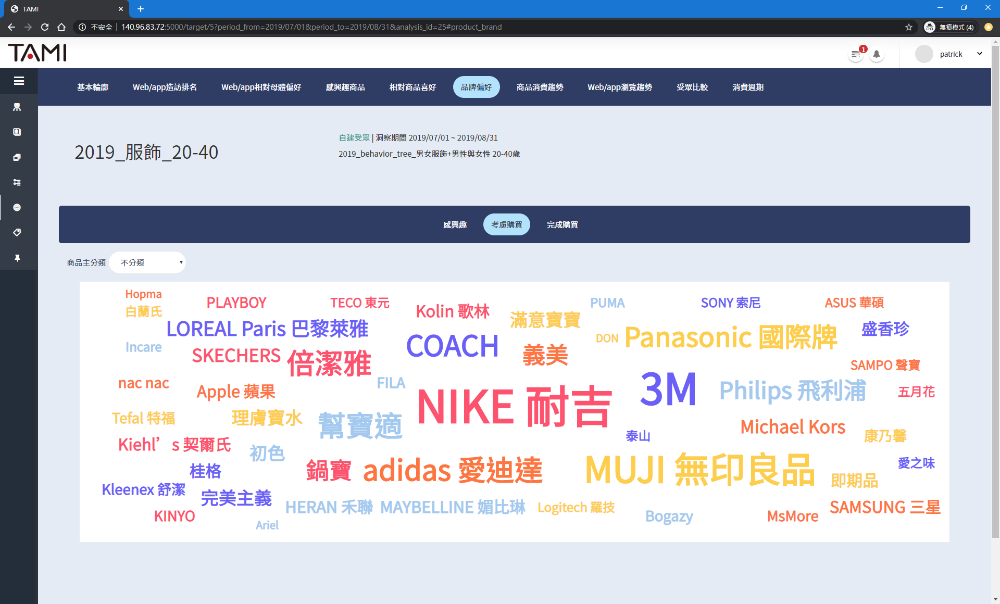 TAMI
不安全 140.96.83.72:5000/target/5?period_from=2019/07/01&period_to=2019/08/31&analysis_id=25#product_brand 無痕模式 (4)
TAMI 1 patrick
基本輪廓 Web/app造訪排名 Web/app相對母體偏好 感興趣商品 相對商品喜好 品牌偏好 商品消費趨勢 Web/app瀏覽趨勢 受眾比較 消費週期
自建受眾 | 洞察期間 2019/07/01 ~ 2019/08/31
2019_服飾_20-40
2019_behavior_tree_男女服飾+男性與女性 20-40歲
感興趣 考慮購買 完成購買
商品主分類 不分類
Hopma
PLAYBOY TECO 東元 PUMA SONY 索尼 ASUS 華碩
白蘭氏 Kolin 歌林
滿意寶寶
LOREAL Paris 巴黎萊雅 盛香珍
DON Panasonic 國際牌
Incare COACH
SKECHERS 義美
倍潔雅 SAMPO 聲寶
nac nac FILA
Apple 蘋果 3M Philips 飛利浦 五月花
NIKE 耐吉
Tefal 特福 理膚寶水
幫寶適 Michael Kors
泰山 康乃馨
Kiehl’s 契爾氏
初色
桂格 鍋寶 adidas 愛迪達 MUJI 無印良品 愛之味
即期品
Kleenex 舒潔
完美主義
HERAN 禾聯 MAYBELLINE 媚比琳 Logitech 羅技 SAMSUNG 三星
KINYO Bogazy MsMore
Ariel